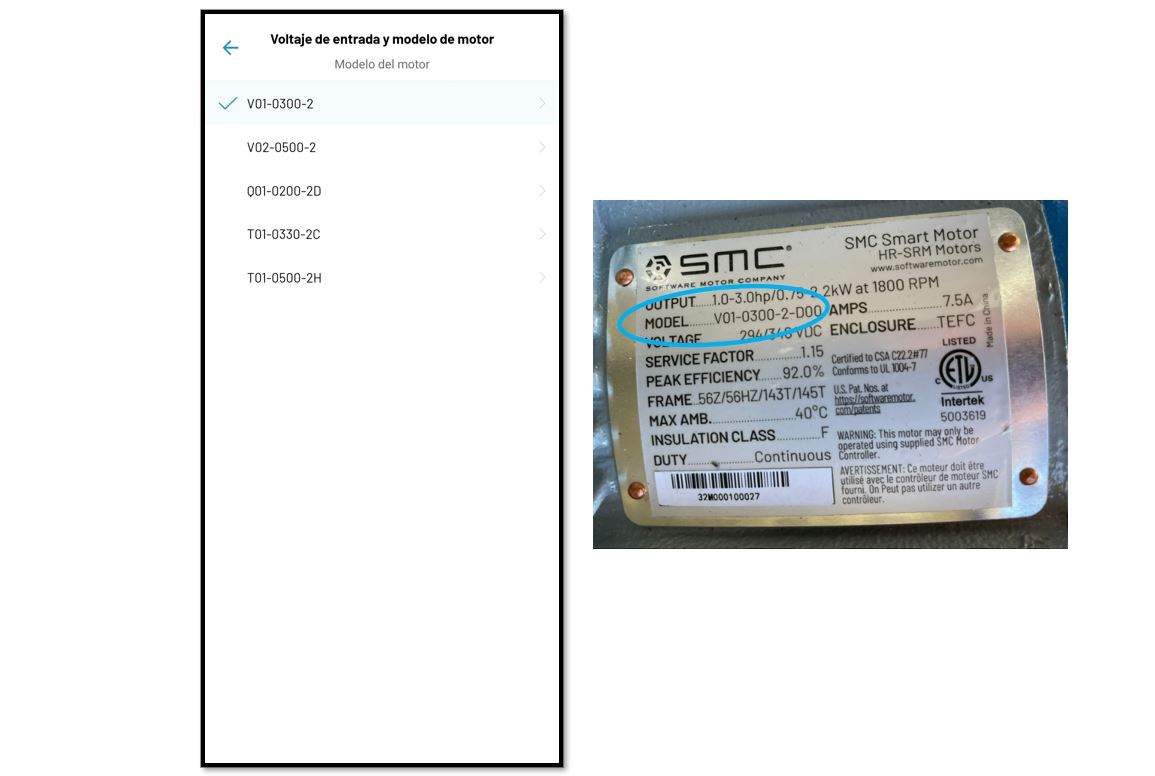 Voltaje de entrada y modelo de motor
Modelo del motor
V01-0300-2
V02-0500-2
Q01-0200-2D
T01-0330-2C
T01-0500-2H
SMC®
SOFTWARE MOTOR COMPANY
SMC Smart Motor
HR-SRM Motors
www.softwaremotor.com
OUTPUT.....1.0-3.0hp/0.75-2.2kW at 1800 RPM
MODEL......V01-0300-2-D00 AMPS..................7.5A
VOLTAGE........294/348 VDC ENCLOSURE.....TEFC
Made in China
SERVICE FACTOR............1.15
PEAK EFFICIENCY.....92.0%
FRAME..56Z/56HZ/143T/145T
MAX AMB......................40°C
INSULATION CLASS...........F
DUTY................Continuous
32M000100027
Certified to CSA C22.2#77
Conforms to UL 1004-7
U.S. Pat. Nos. at
https://softwaremotor.
com/patents
LISTED
C ETL US
LISTED
Intertek
5003619
WARNING: This motor may only be
operated using supplied SMC Motor
Controller.
AVERTISSEMENT: Ce moteur doit être
utilisé avec le contrôleur de moteur SMC
fourni. On Peut pas utilizer un autre
contrôleur.